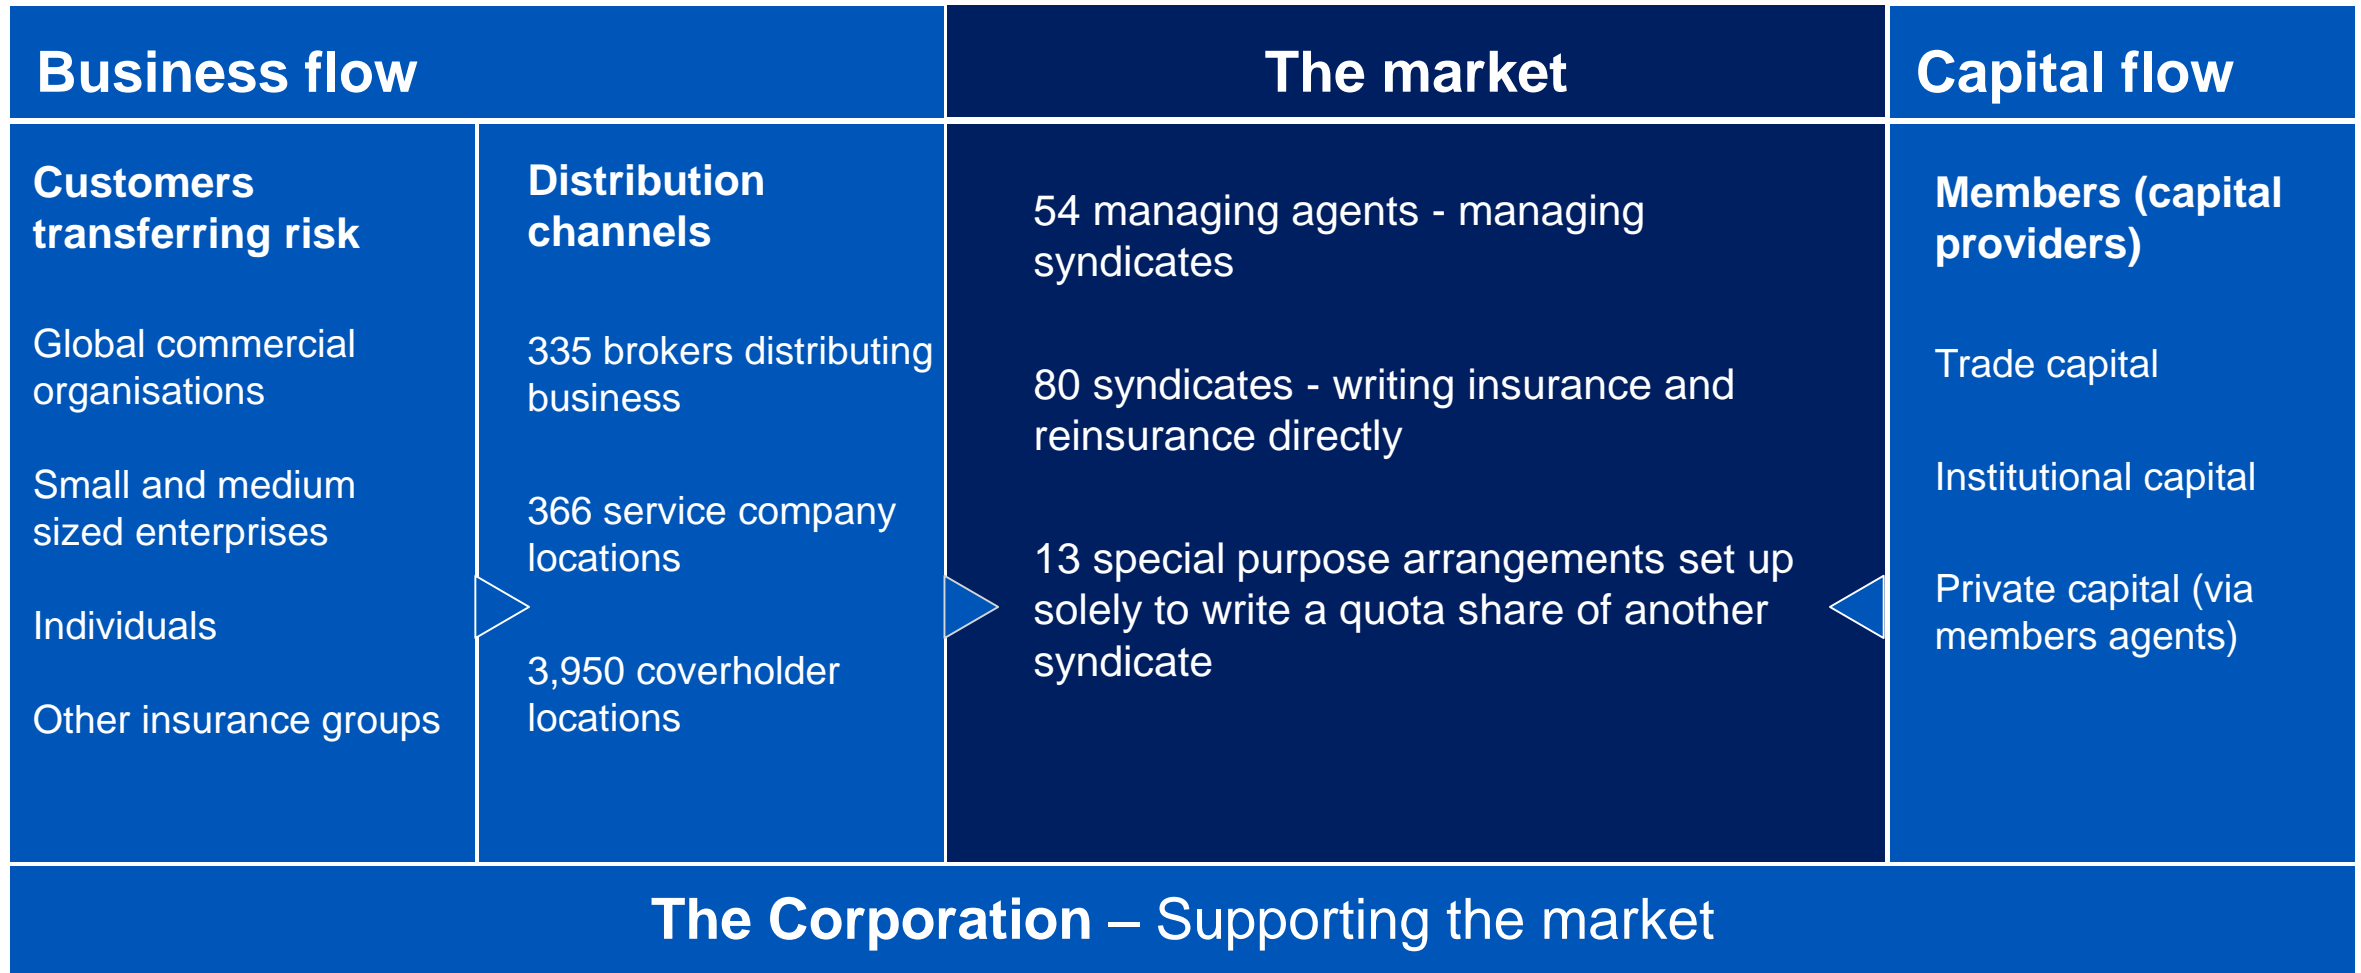 Business flow
The market
Capital flow
Customers
transferring risk
Global commercial
organisations
Small and medium
sized enterprises
Individuals
Other insurance groups
Distribution
channels
335 brokers distributing
business
366 service company
locations
3,950 coverholder
locations
54 managing agents - managing
syndicates
80 syndicates - writing insurance and
reinsurance directly
13 special purpose arrangements set up
solely to write a quota share of another
syndicate
Members (capital
providers)
Trade capital
Institutional capital
Private capital (via
members agents)
The Corporation – Supporting the market